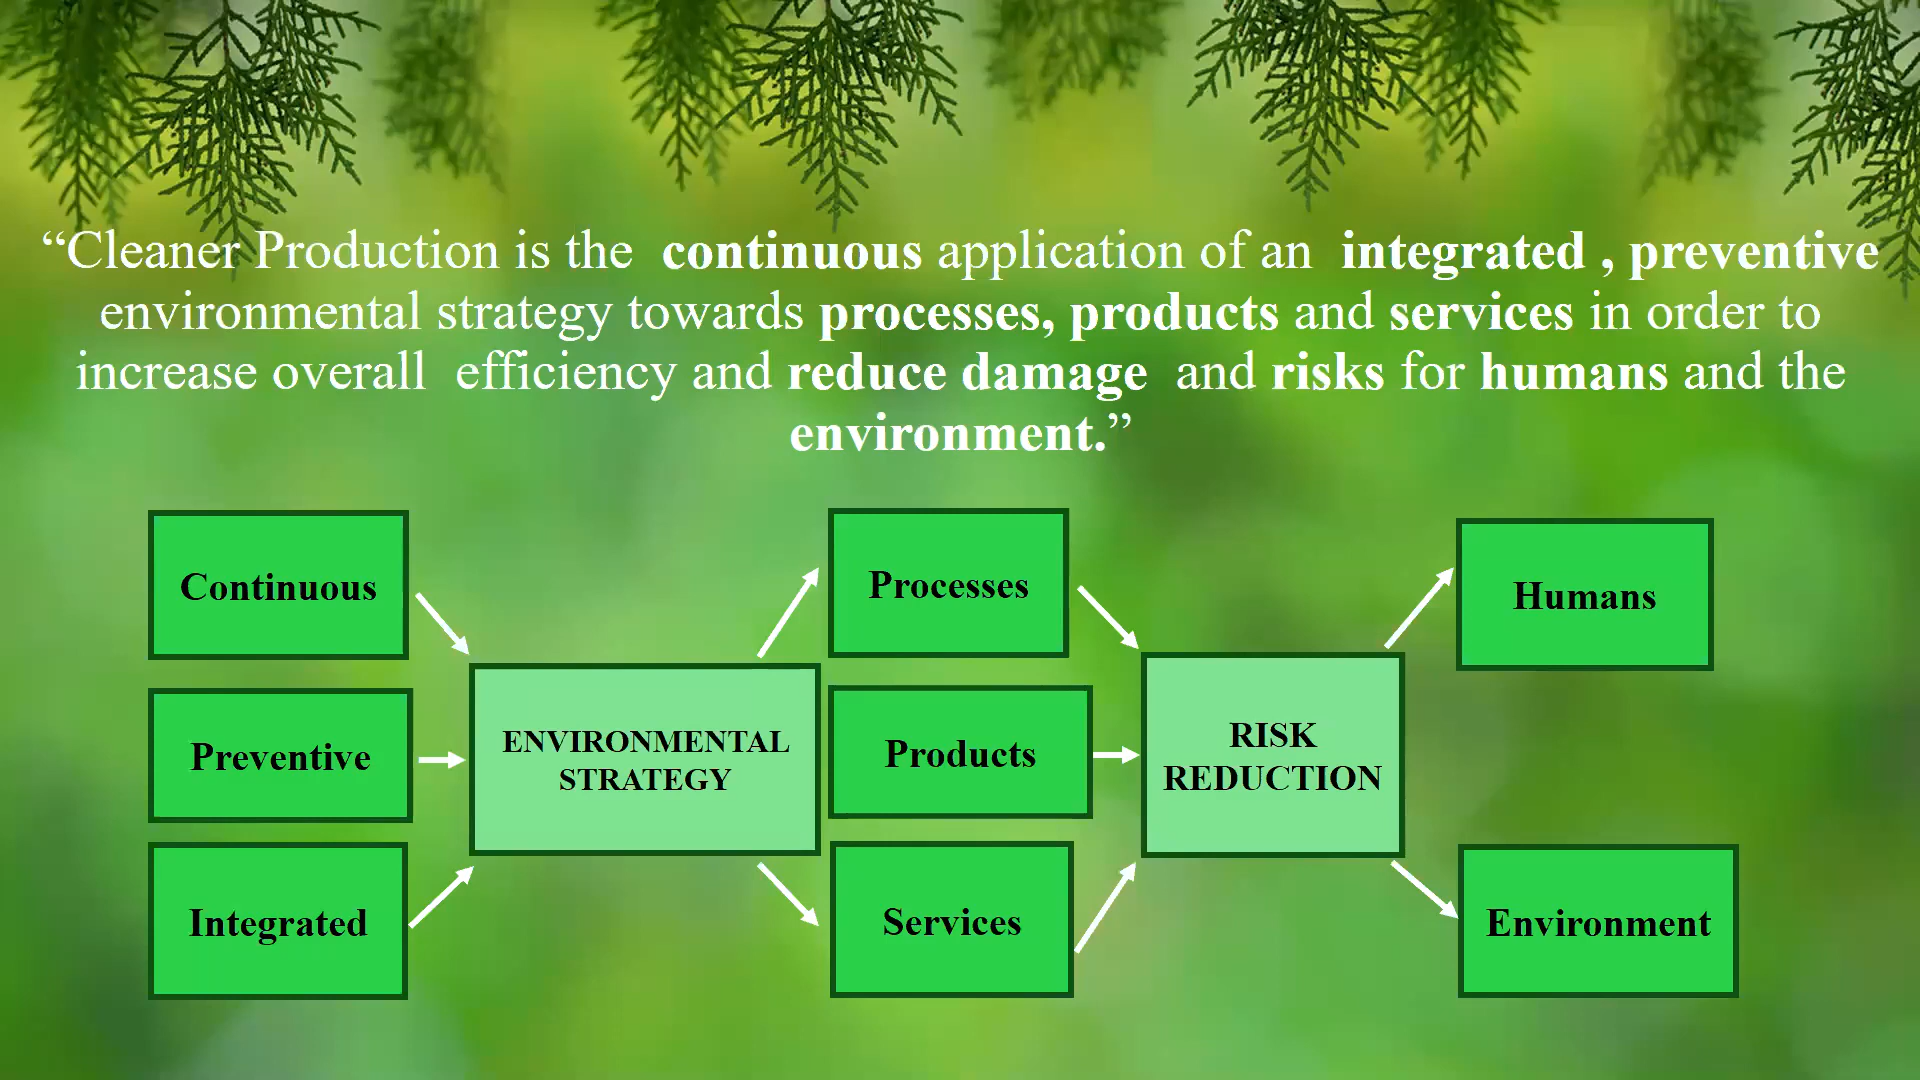 “Cleaner Production is the continuous application of an integrated , preventive
environmental strategy towards processes, products and services in order to
increase overall efficiency and reduce damage and risks for humans and the
environment.”
Continuous
Preventive
Integrated
ENVIRONMENTAL
STRATEGY
Processes
Products
Services
RISK
REDUCTION
Humans
Environment